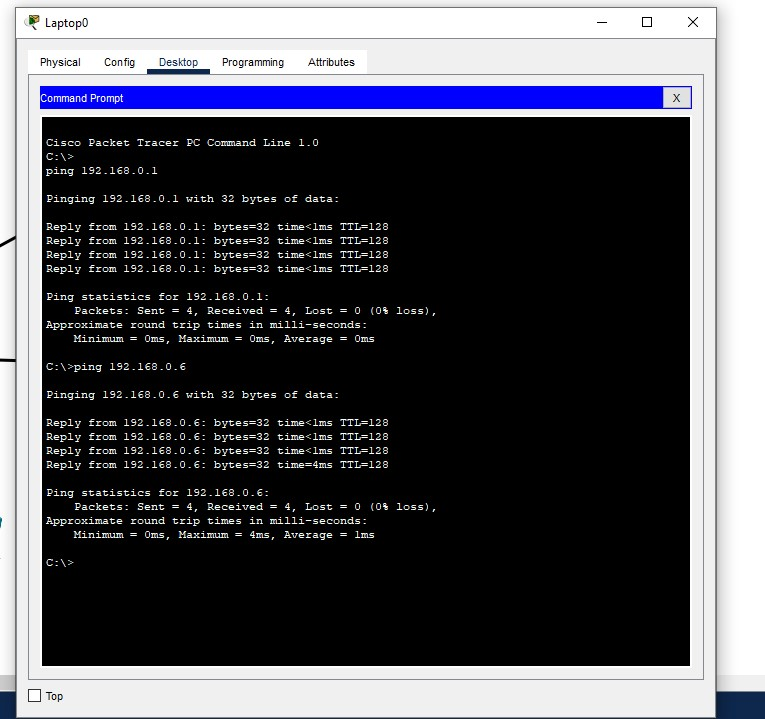 Laptop0
Physical Config Desktop Programming Attributes
Command Prompt X
Cisco Packet Tracer PC Command Line 1.0
C:\>
ping 192.168.0.1
Pinging 192.168.0.1 with 32 bytes of data:
Reply from 192.168.0.1: bytes=32 time<1ms TTL=128
Reply from 192.168.0.1: bytes=32 time<1ms TTL=128
Reply from 192.168.0.1: bytes=32 time<1ms TTL=128
Reply from 192.168.0.1: bytes=32 time<1ms TTL=128
Ping statistics for 192.168.0.1:
Packets: Sent = 4, Received = 4, Lost = 0 (0% loss),
Approximate round trip times in milli-seconds:
Minimum = 0ms, Maximum = 0ms, Average = 0ms
C:\>ping 192.168.0.6
Pinging 192.168.0.6 with 32 bytes of data:
Reply from 192.168.0.6: bytes=32 time<1ms TTL=128
Reply from 192.168.0.6: bytes=32 time<1ms TTL=128
Reply from 192.168.0.6: bytes=32 time<1ms TTL=128
Reply from 192.168.0.6: bytes=32 time=4ms TTL=128
Ping statistics for 192.168.0.6:
Packets: Sent = 4, Received = 4, Lost = 0 (0% loss),
Approximate round trip times in milli-seconds:
Minimum = 0ms, Maximum = 4ms, Average = 1ms
C:\>
Top